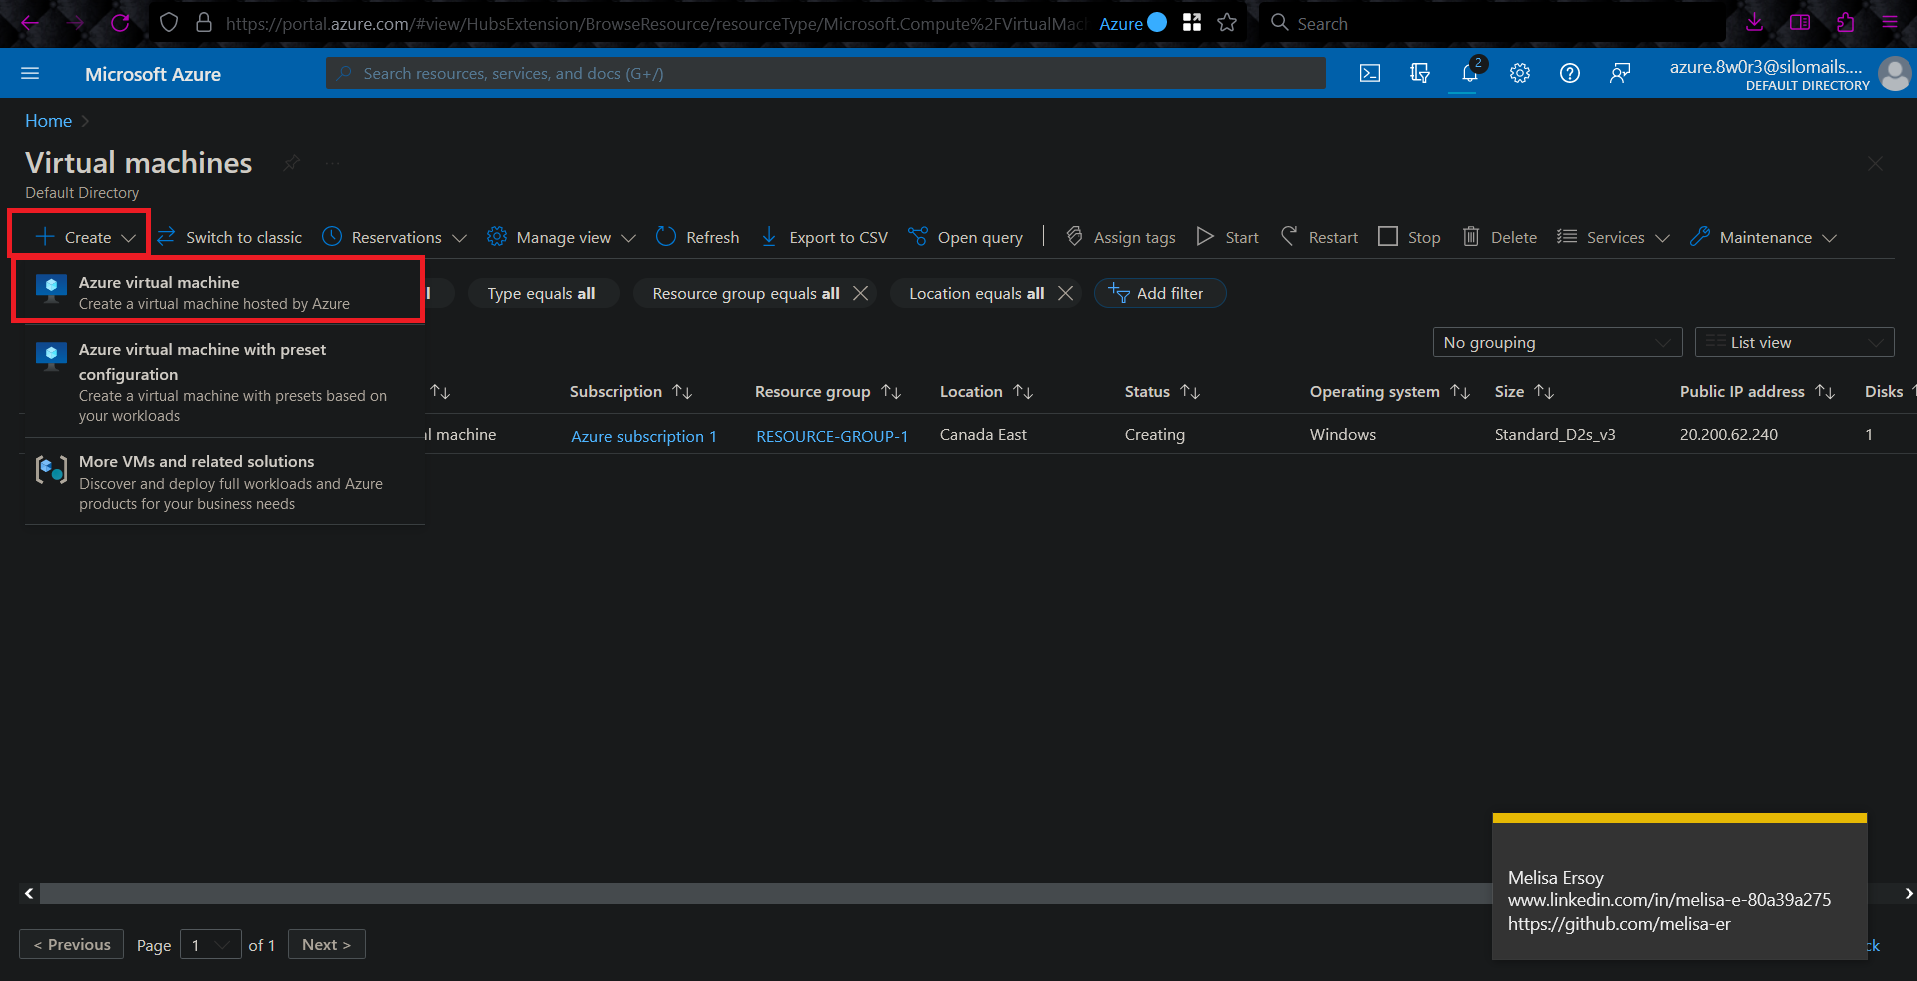 https://portal.azure.com/#view/HubsExtension/BrowseResource/resourceType/Microsoft.Compute%2FVirtualMac
Azure
Search
Microsoft Azure
Search resources, services, and docs (G+/)
2
azure.8w0r3@silomails....
DEFAULT DIRECTORY
Home
Virtual machines
Default Directory
Create
Switch to classic
Reservations
Manage view
Refresh
Export to CSV
Open query
Assign tags
Start
Restart
Stop
Delete
Services
Maintenance
Azure virtual machine
Create a virtual machine hosted by Azure
Azure virtual machine with preset
configuration
Create a virtual machine with presets based on
your workloads
More VMs and related solutions
Discover and deploy full workloads and Azure
products for your business needs
Type equals all
Resource group equals all
Location equals all
Add filter
No grouping
List view
Subscription
Resource group
Location
Status
Operating system
Size
Public IP address
Disks
machine
Azure subscription 1
RESOURCE-GROUP-1
Canada East
Creating
Windows
Standard_D2s_v3
20.200.62.240
1
Melisa Ersoy
www.linkedin.com/in/melisa-e-80a39a275
https://github.com/melisa-er
< Previous
Page
1
of 1
Next >